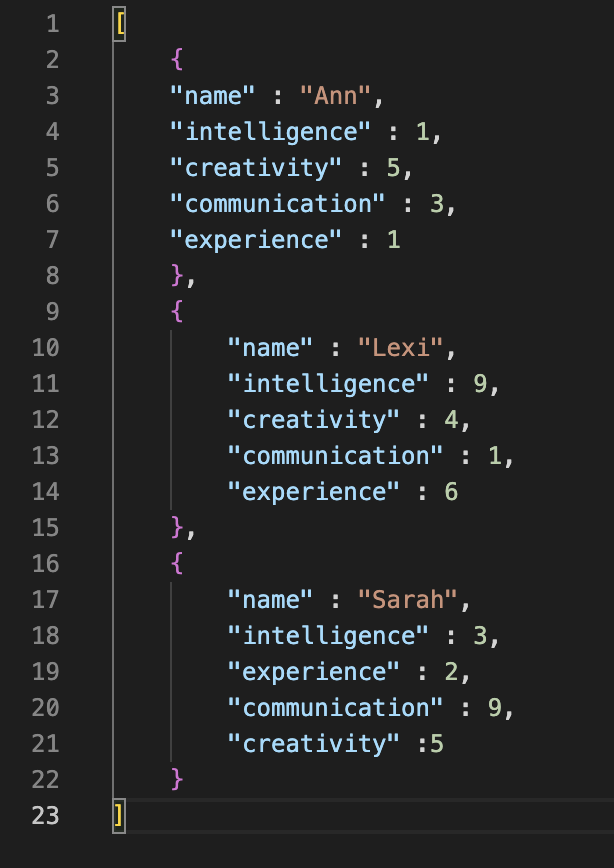 1 [
2 {
3 "name" : "Ann",
4 "intelligence" : 1,
5 "creativity" : 5,
6 "communication" : 3,
7 "experience" : 1
8 },
9 {
10 "name" : "Lexi",
11 "intelligence" : 9,
12 "creativity" : 4,
13 "communication" : 1,
14 "experience" : 6
15 },
16 {
17 "name" : "Sarah",
18 "intelligence" : 3,
19 "experience" : 2,
20 "communication" : 9,
21 "creativity" :5
22 }
23 ]